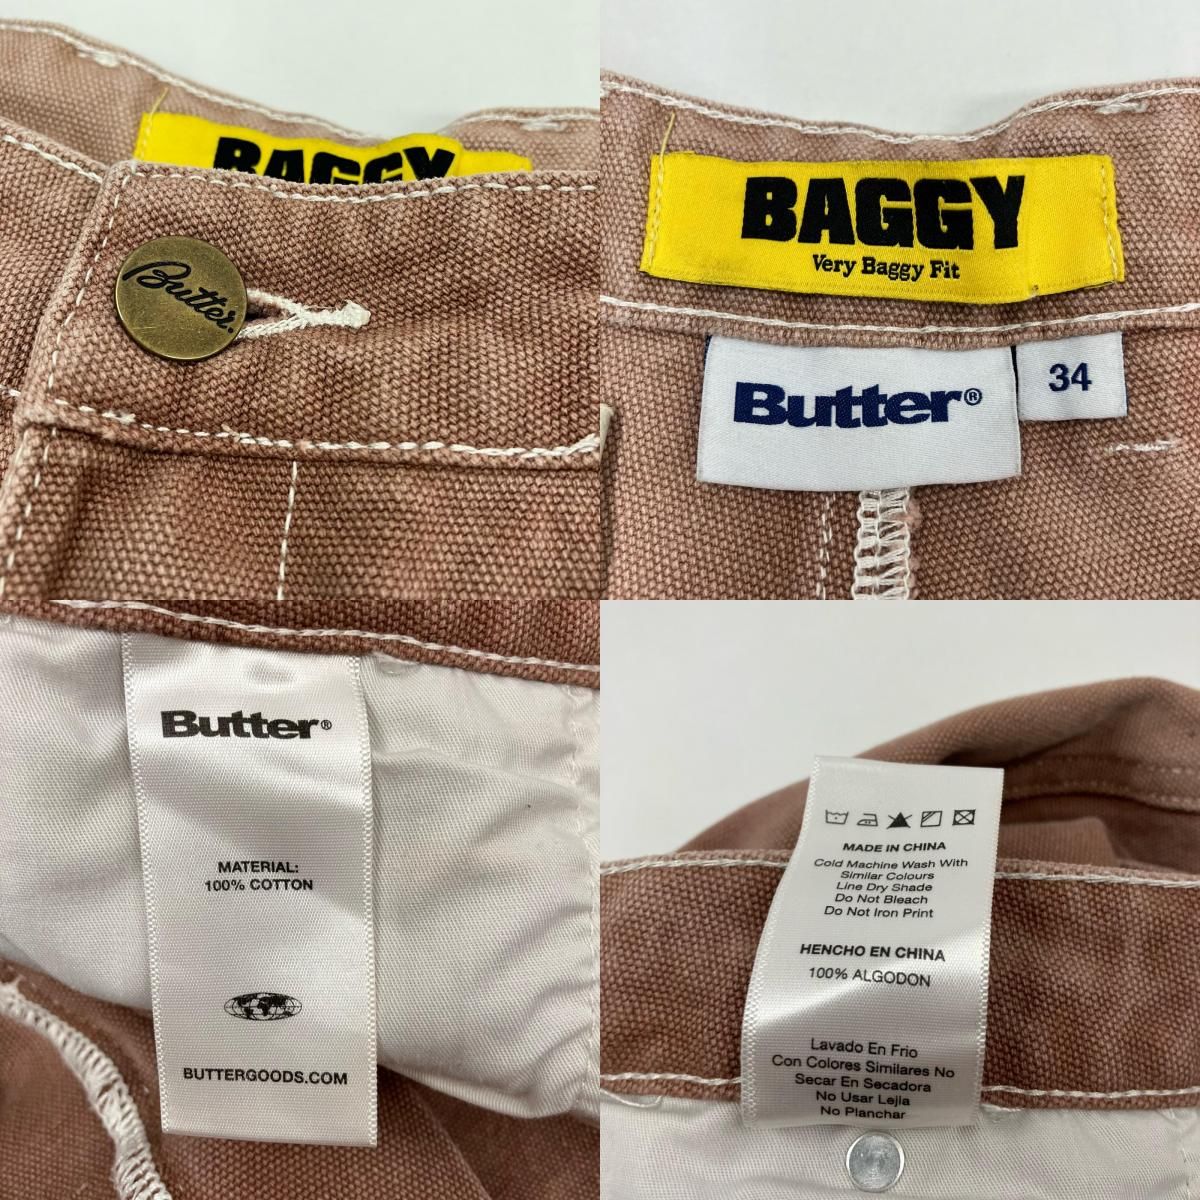 BAGGY
Butter.
BAGGY
Very Baggy Fit
Butter®
34
Butter®
MATERIAL:
100% COTTON
BUTTERGOODS.COM
MADE IN CHINA
Cold Machine Wash With
Similar Colours
Line Dry Shade
Do Not Bleach
Do Not Iron Print
HENCHO EN CHINA
100% ALGODON
Lavado En Frio
Con Colores Similares No
Secar En Secadora
No Usar Lejia
No Planchar